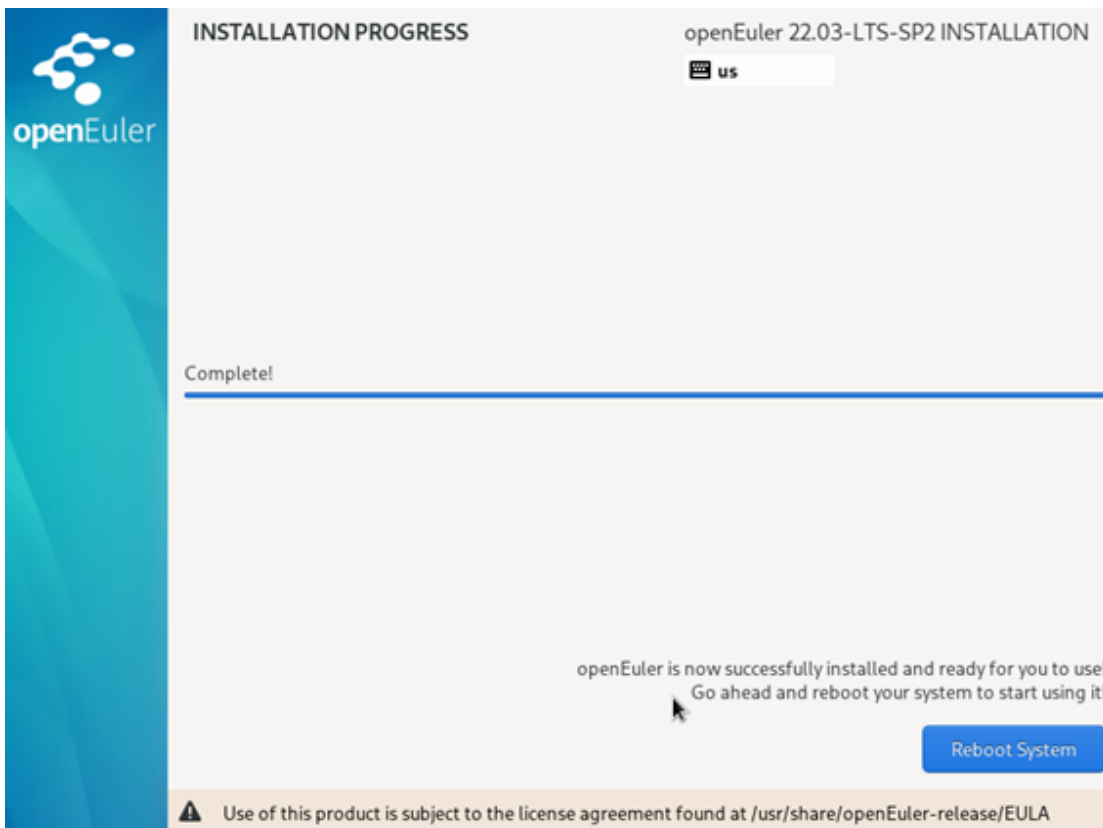 openEuler
INSTALLATION PROGRESS
openEuler 22.03-LTS-SP2 INSTALLATION
us
Complete!
openEuler is now successfully installed and ready for you to use!
Go ahead and reboot your system to start using it!
Reboot System
Use of this product is subject to the license agreement found at /usr/share/openEuler-release/EULA